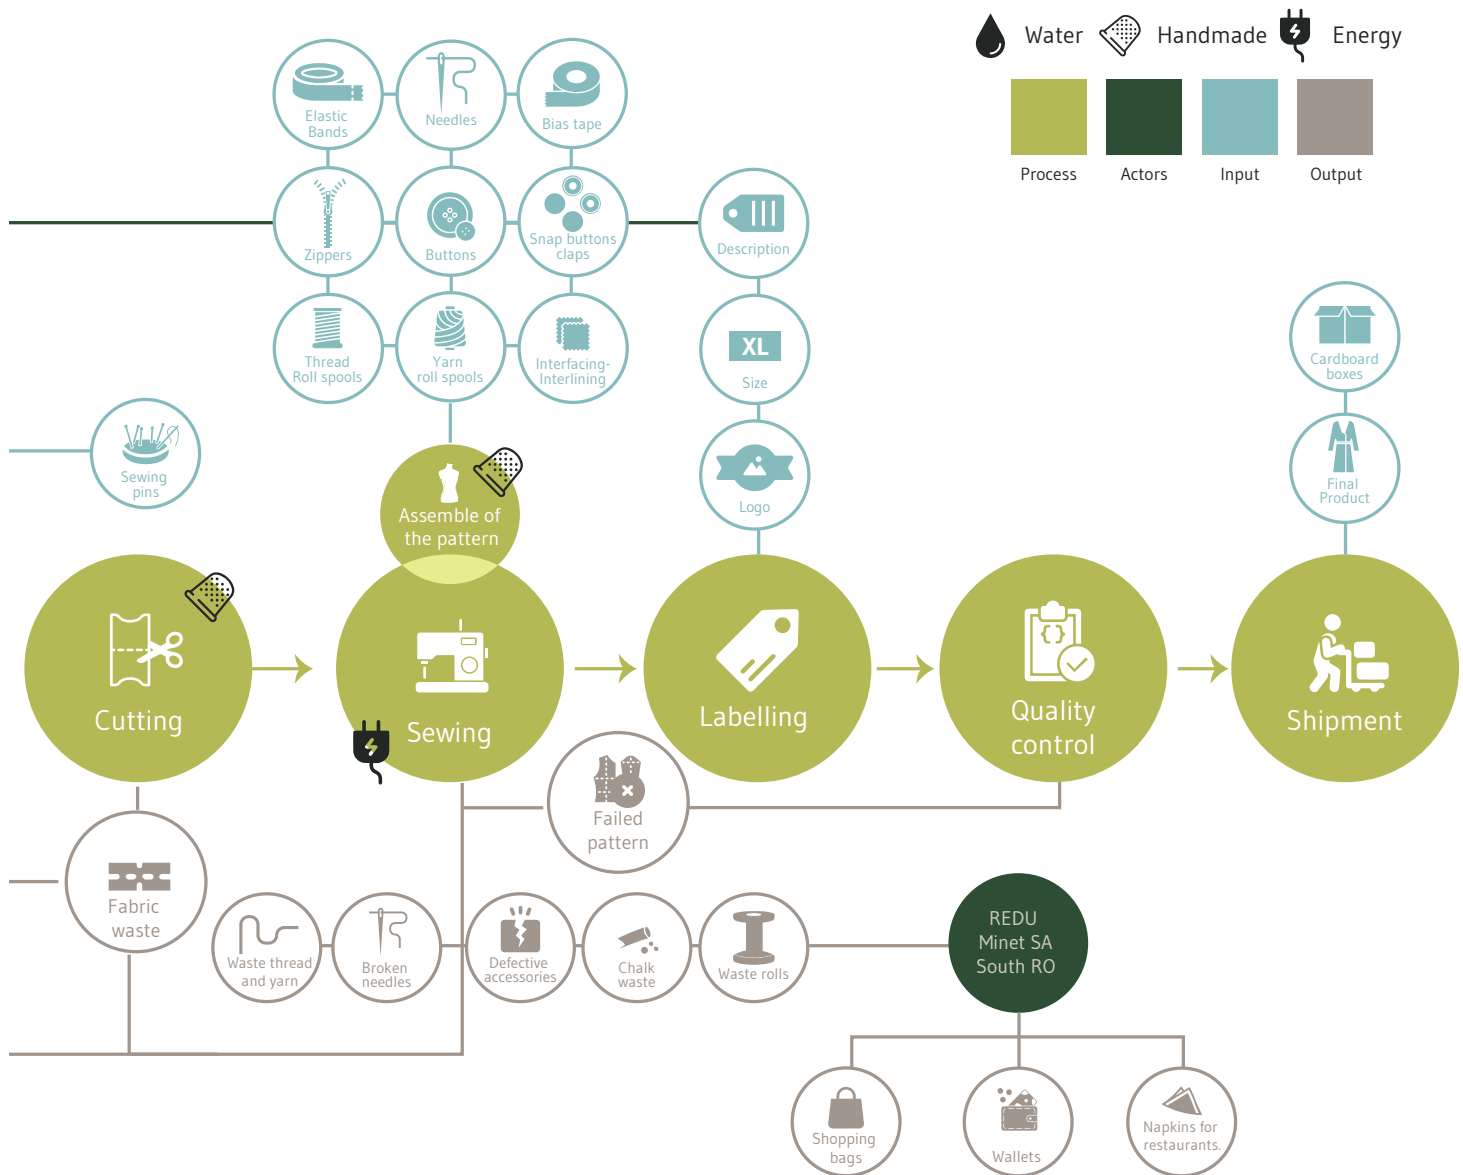 Water
Handmade
Energy
Process
Actors
Input
Output
Elastic
Bands
Needles
Bias tape
Zippers
Buttons
Snap buttons
claps
Description
Thread
Roll spools
Yarn
roll spools
Interfacing-
Interlining
XL
Size
Cardboard
boxes
Sewing
pins
Logo
Final
Product
Assemble of
the pattern
Cutting
Sewing
Labelling
Quality
control
Shipment
Failed
pattern
Fabric
waste
Waste thread
and yarn
Broken
needles
Defective
accessories
Chalk
waste
Waste rolls
REDU
Minet SA
South RO
Shopping
bags
Wallets
Napkins for
restaurants.